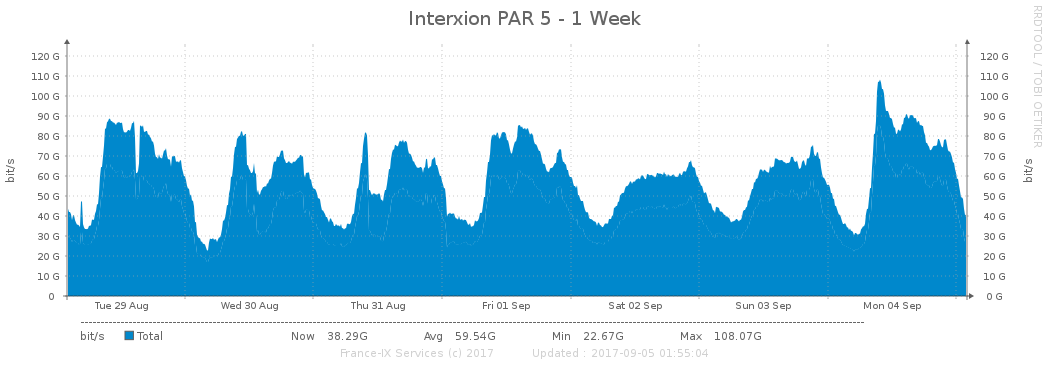 Interxion PAR 5 - 1 Week
RRDTOOL / TOBI OETIKER
bit/s
120 G 120 G
110 G 110 G
100 G 100 G
90 G 90 G
80 G 80 G
70 G 70 G
60 G 60 G
50 G 50 G
40 G 40 G
30 G 30 G
20 G 20 G
10 G 10 G
0 0 G
bit/s
Tue 29 Aug Wed 30 Aug Thu 31 Aug Fri 01 Sep Sat 02 Sep Sun 03 Sep Mon 04 Sep
bit/s Total Now 38.29G Avg 59.54G Min 22.67G Max 108.07G
France-IX Services (c) 2017 Updated : 2017-09-05 01:55:04